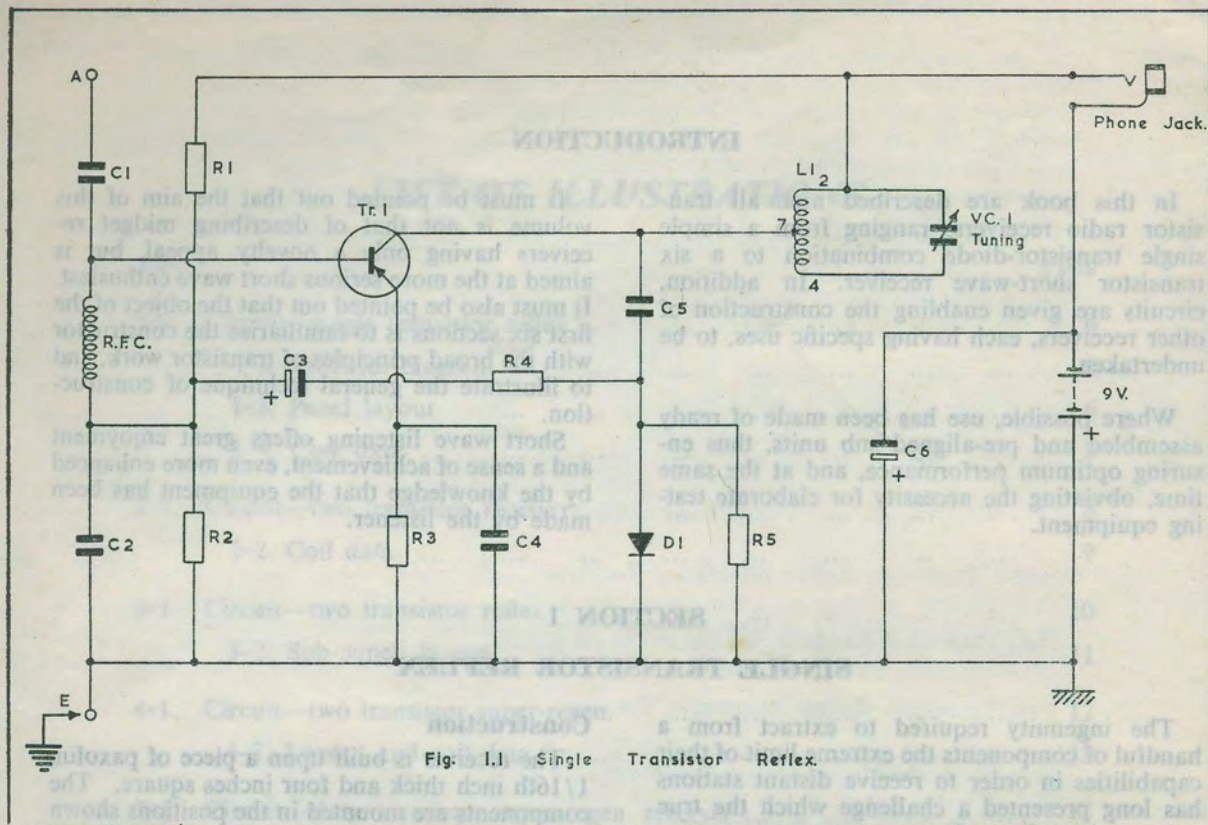 A
C1
R1
Tr. 1
L1
2
7
4
VC. 1
Tuning
Phone Jack.
R.F.C.
C3
+
R4
C5
9V.
+
C6
+
C2
R2
R3
C4
D1
R5
E
Fig. 1.1 Single Transistor Reflex.
INTRODUCTION
In this book are described all tran-
sistor radio receivers ranging from a simple
single transistor-diode combination to a six
transistor short-wave receiver. In addition,
circuits are given enabling the construction of
other receivers, each having specific uses, to be
undertaken.
Where possible, use has been made of ready
assembled and pre-aligned sub units, thus en-
suring optimum performance, and at the same
time, obviating the necessity for elaborate test-
ing equipment.
It must be pointed out that the aim of this
volume is not that of describing midget re-
ceivers having only a novelty appeal, but is
aimed at the more serious short wave enthusiast.
It must also be pointed out that the object of the
first six sections is to familiarise the constructor
with the broad principles of transistor work, and
to illustrate the general technique of construc-
tion.
Short wave listening offers great enjoyment
and a sense of achievement, even more enhanced
by the knowledge that the equipment has been
made by the listener.
SECTION 1
SINGLE TRANSISTOR REFLEX
The ingenuity required to extract from a
handful of components the extreme limit of their
capabilities in order to receive distant stations
has long presented a challenge which the true
Construction
The receiver is built upon a piece of paxolin
1/16th inch thick and four inches square. The
components are mounted in the positions shown